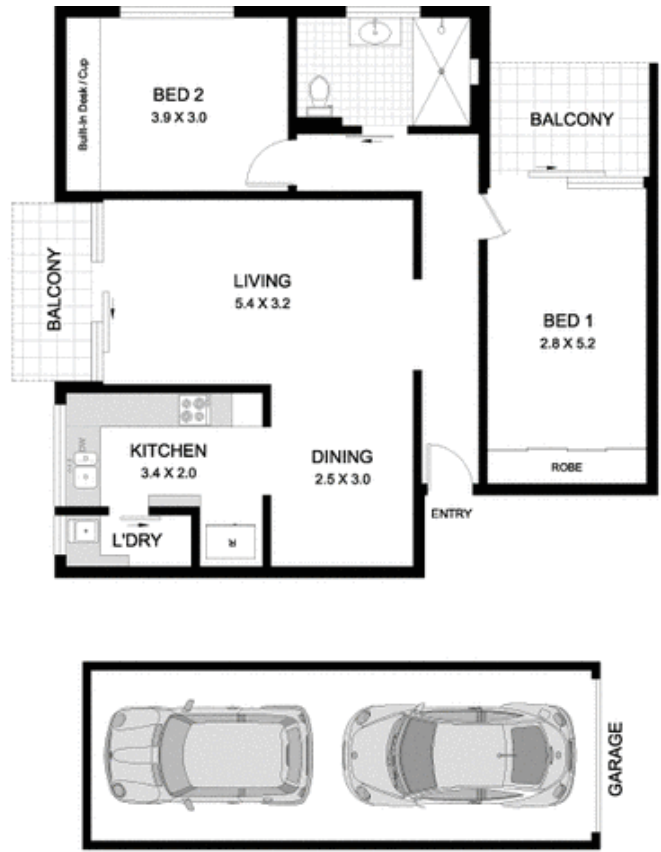 Built-In Desk / Cup
BED 2
3.9 X 3.0
BALCONY
BALCONY
LIVING
5.4 X 3.2
BED 1
2.8 X 5.2
KITCHEN
3.4 X 2.0
DW
DINING
2.5 X 3.0
ROBE
ENTRY
L'DRY
R
GARAGE